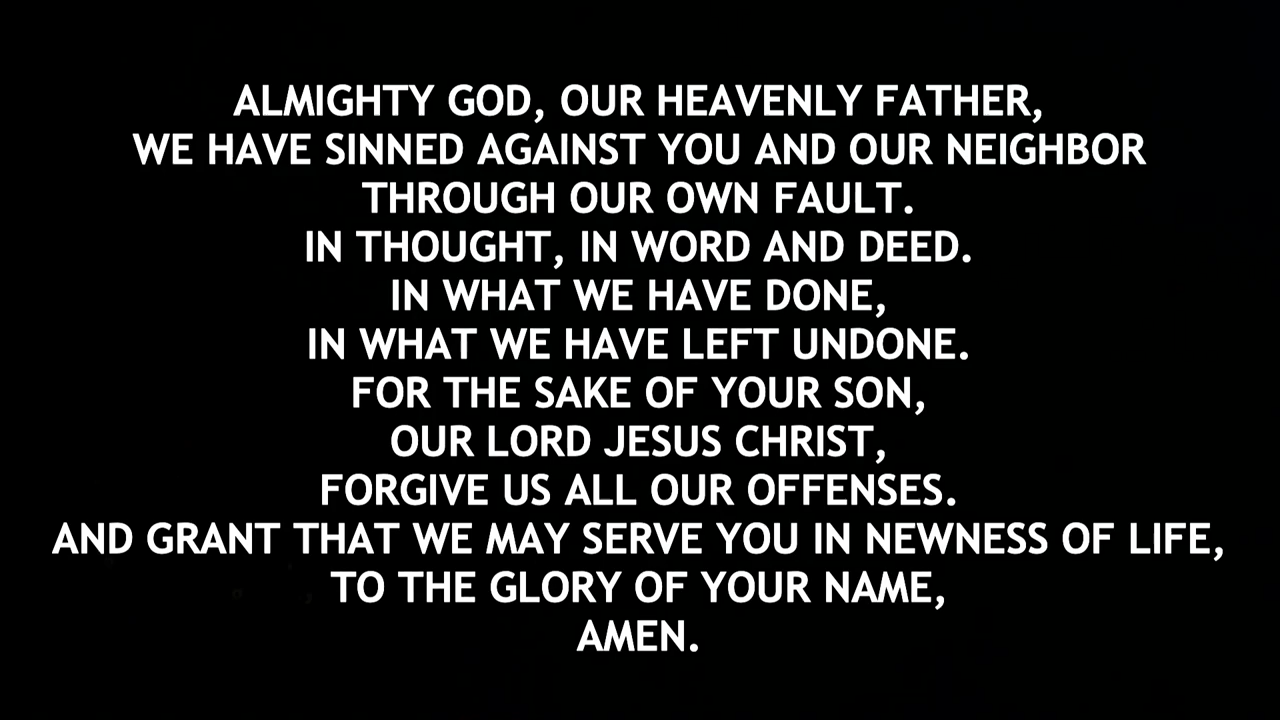 ALMIGHTY GOD, OUR HEAVENLY FATHER,
WE HAVE SINNED AGAINST YOU AND OUR NEIGHBOR
THROUGH OUR OWN FAULT.
IN THOUGHT, IN WORD AND DEED.
IN WHAT WE HAVE DONE,
IN WHAT WE HAVE LEFT UNDONE.
FOR THE SAKE OF YOUR SON,
OUR LORD JESUS CHRIST,
FORGIVE US ALL OUR OFFENSES.
AND GRANT THAT WE MAY SERVE YOU IN NEWNESS OF LIFE,
TO THE GLORY OF YOUR NAME,
AMEN.